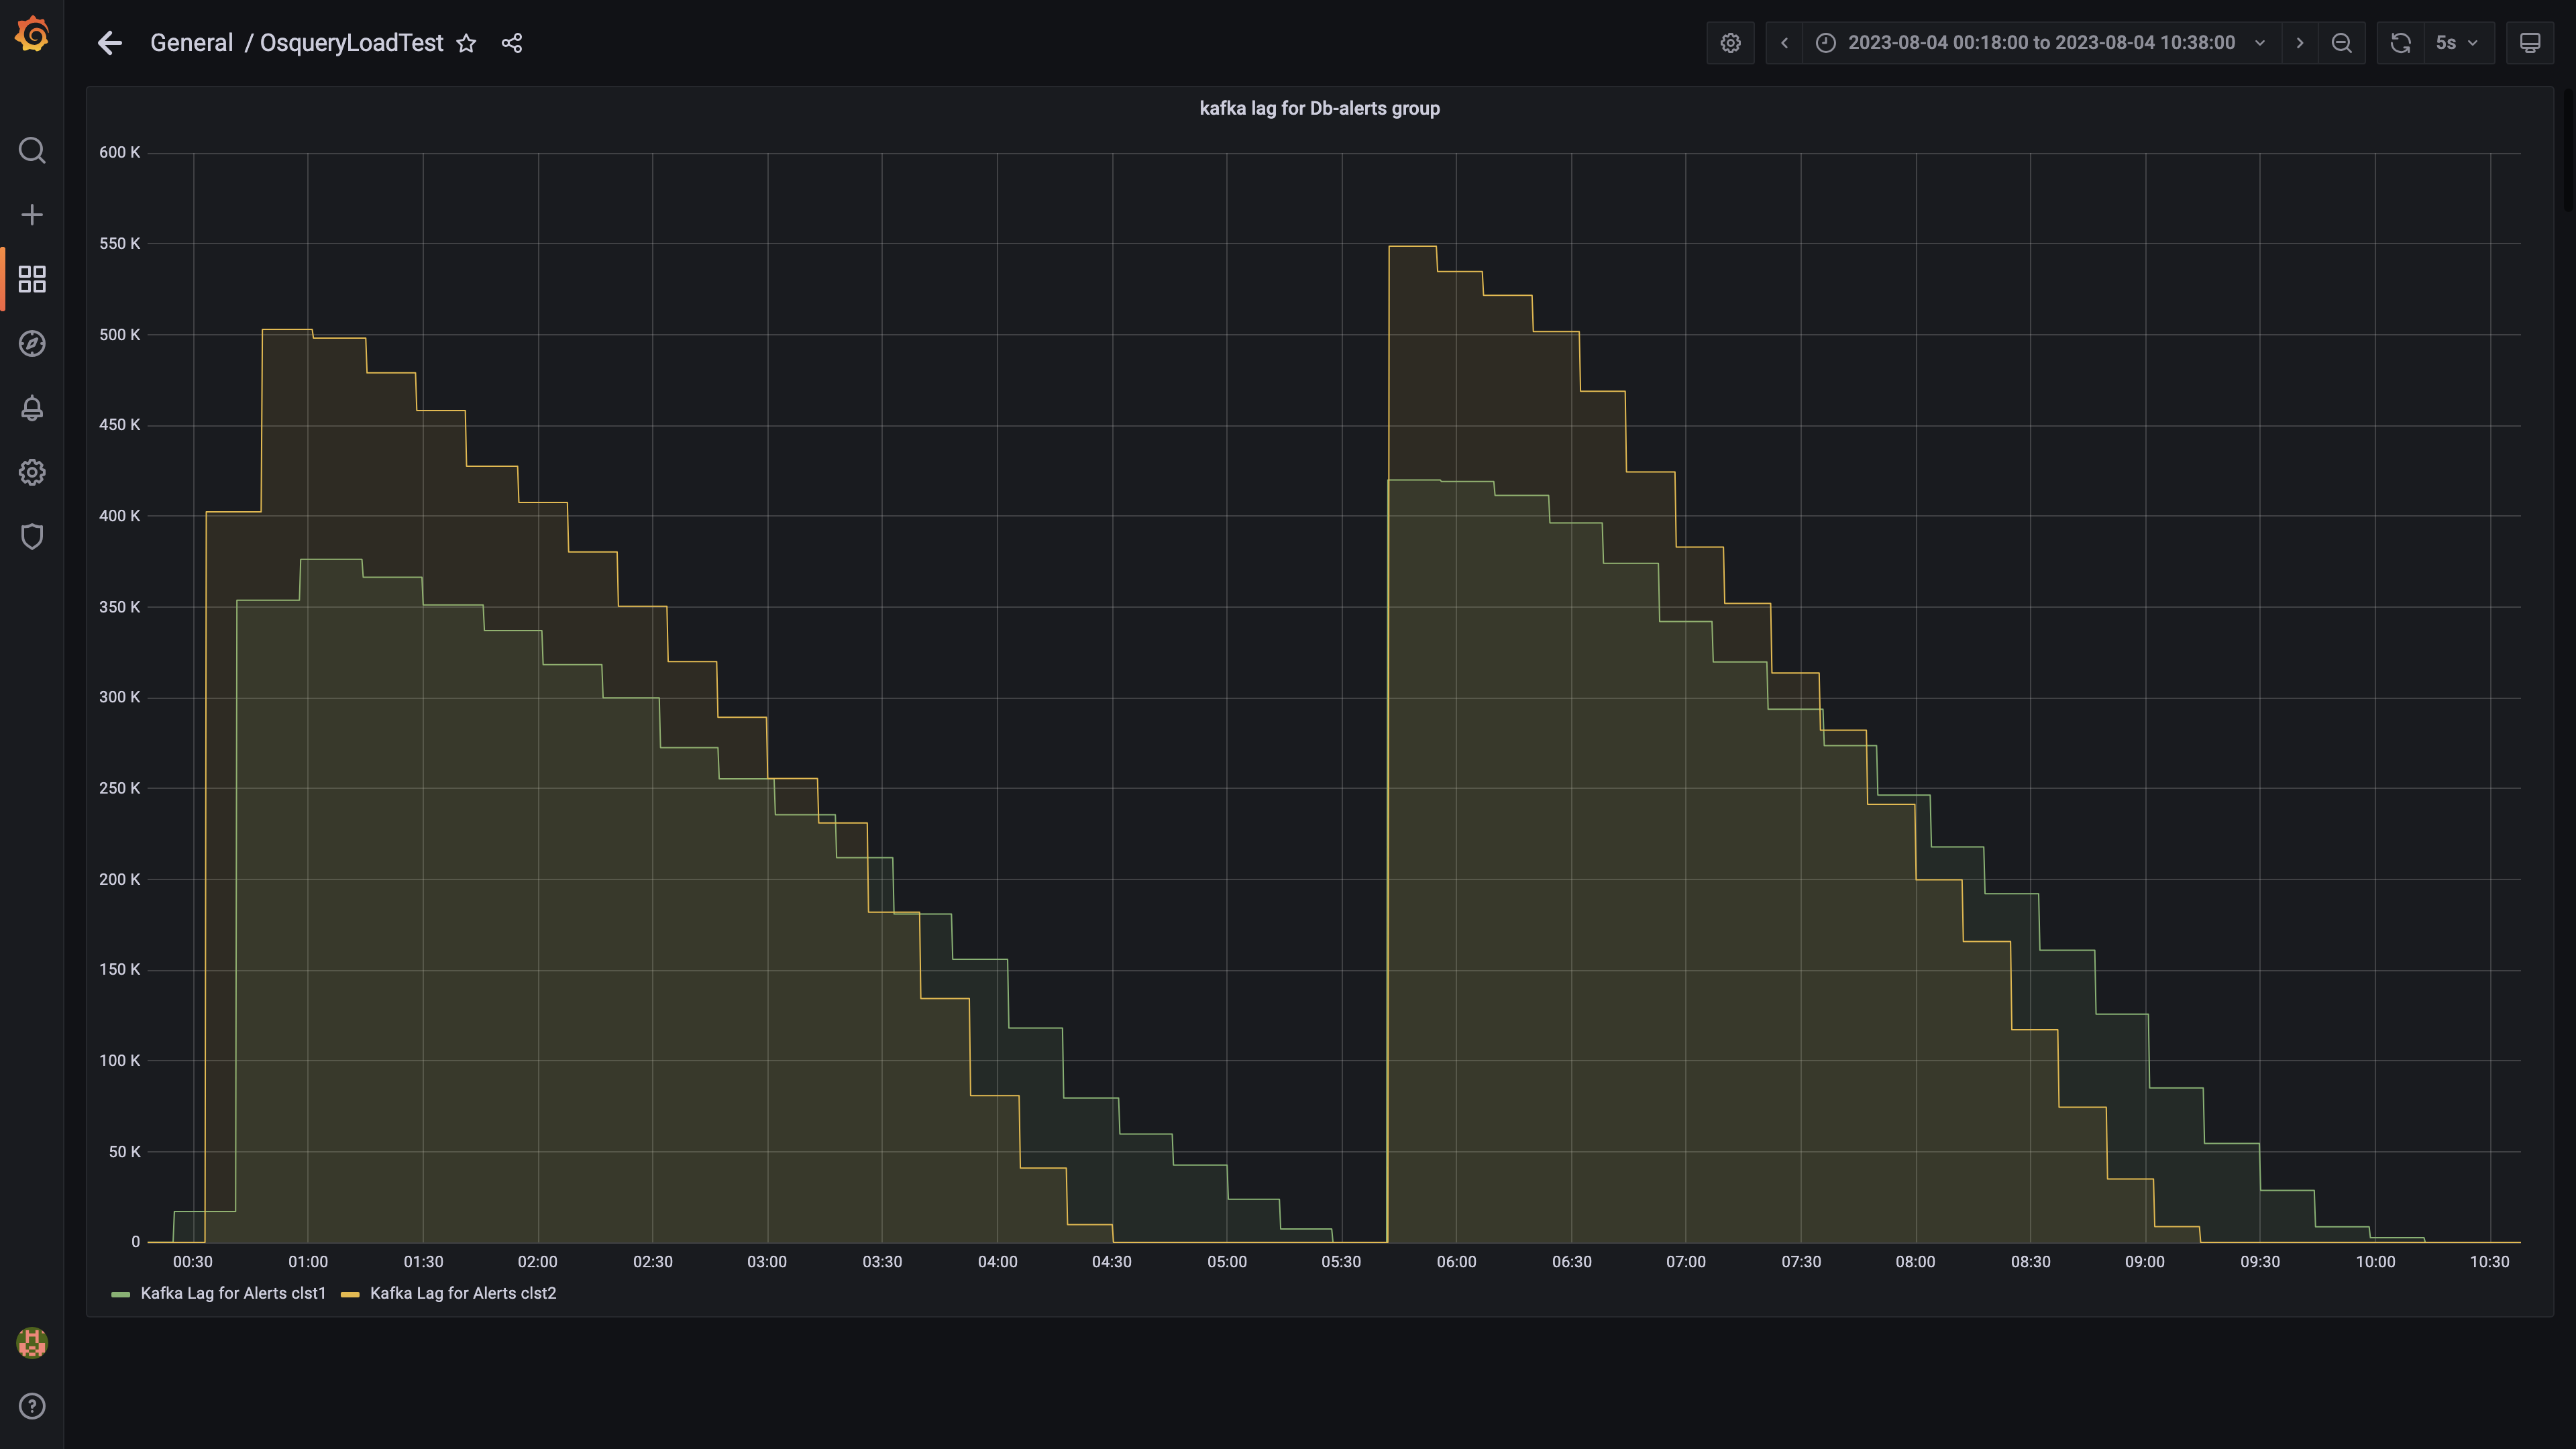 General / OsqueryLoadTest
2023-08-04 00:18:00 to 2023-08-04 10:38:00
5s
kafka lag for Db-alerts group
600 K
550 K
500 K
450 K
400 K
350 K
300 K
250 K
200 K
150 K
100 K
50 K
0
00:30 01:00 01:30 02:00 02:30 03:00 03:30 04:00 04:30 05:00 05:30 06:00 06:30 07:00 07:30 08:00 08:30 09:00 09:30 10:00 10:30
Kafka Lag for Alerts clst1 Kafka Lag for Alerts clst2